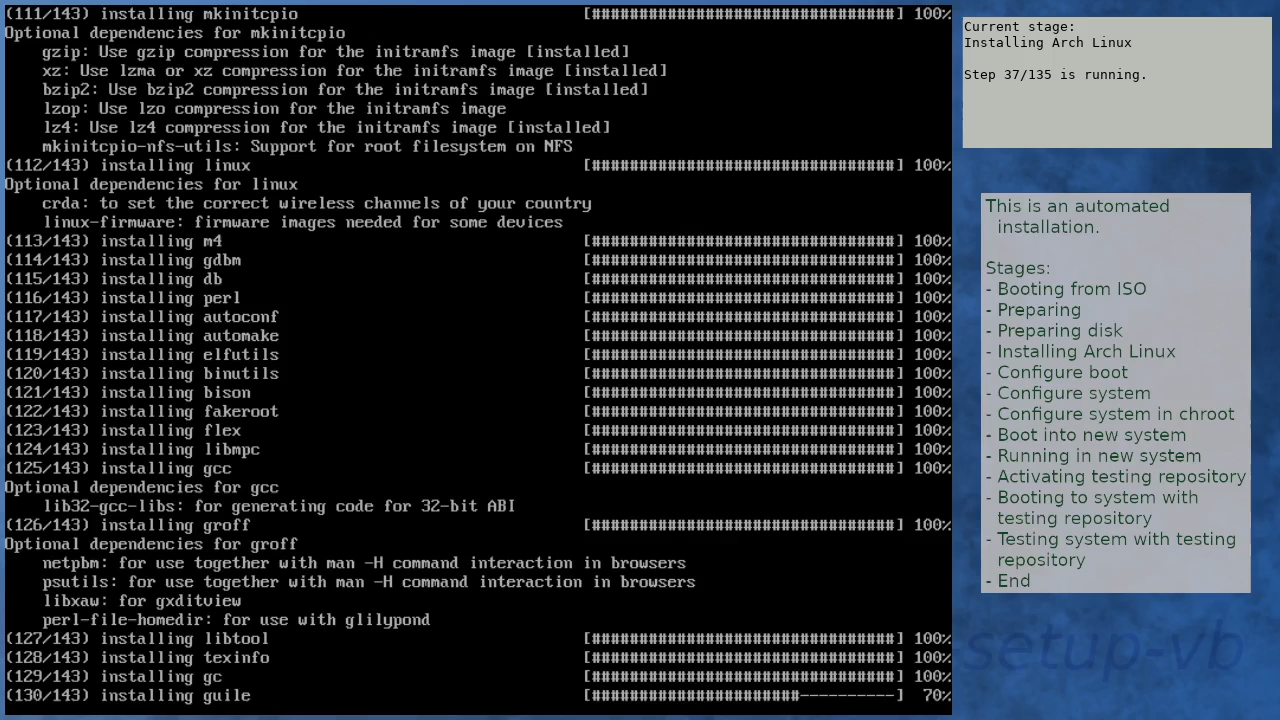 (111/143) installing mkinitcpio [################################] 100%
Optional dependencies for mkinitcpio
gzip: Use gzip compression for the initramfs image [installed]
xz: Use lzma or xz compression for the initramfs image [installed]
bzip2: Use bzip2 compression for the initramfs image [installed]
lzop: Use lzo compression for the initramfs image
lz4: Use lz4 compression for the initramfs image [installed]
mkinitcpio-nfs-utils: Support for root filesystem on NFS
(112/143) installing linux [################################] 100%
Optional dependencies for linux
crda: to set the correct wireless channels of your country
linux-firmware: firmware images needed for some devices
(113/143) installing m4 [################################] 100%
(114/143) installing gdbm [################################] 100%
(115/143) installing db [################################] 100%
(116/143) installing perl [################################] 100%
(117/143) installing autoconf [################################] 100%
(118/143) installing automake [################################] 100%
(119/143) installing elfutils [################################] 100%
(120/143) installing binutils [################################] 100%
(121/143) installing bison [################################] 100%
(122/143) installing fakeroot [################################] 100%
(123/143) installing flex [################################] 100%
(124/143) installing libmpc [################################] 100%
(125/143) installing gcc [################################] 100%
Optional dependencies for gcc
lib32-gcc-libs: for generating code for 32-bit ABI
(126/143) installing groff [################################] 100%
Optional dependencies for groff
netpbm: for use together with man -H command interaction in browsers
psutils: for use together with man -H command interaction in browsers
libxaw: for gxditview
perl-file-homedir: for use with glilypond
(127/143) installing libtool [################################] 100%
(128/143) installing texinfo [################################] 100%
(129/143) installing gc [################################] 100%
(130/143) installing guile [######################----------] 70%
Current stage:
Installing Arch Linux
Step 37/135 is running.
This is an automated
installation.
Stages:
- Booting from ISO
- Preparing
- Preparing disk
- Installing Arch Linux
- Configure boot
- Configure system
- Configure system in chroot
- Boot into new system
- Running in new system
- Activating testing repository
- Booting to system with
testing repository
- Testing system with testing
repository
- End
setup-vb